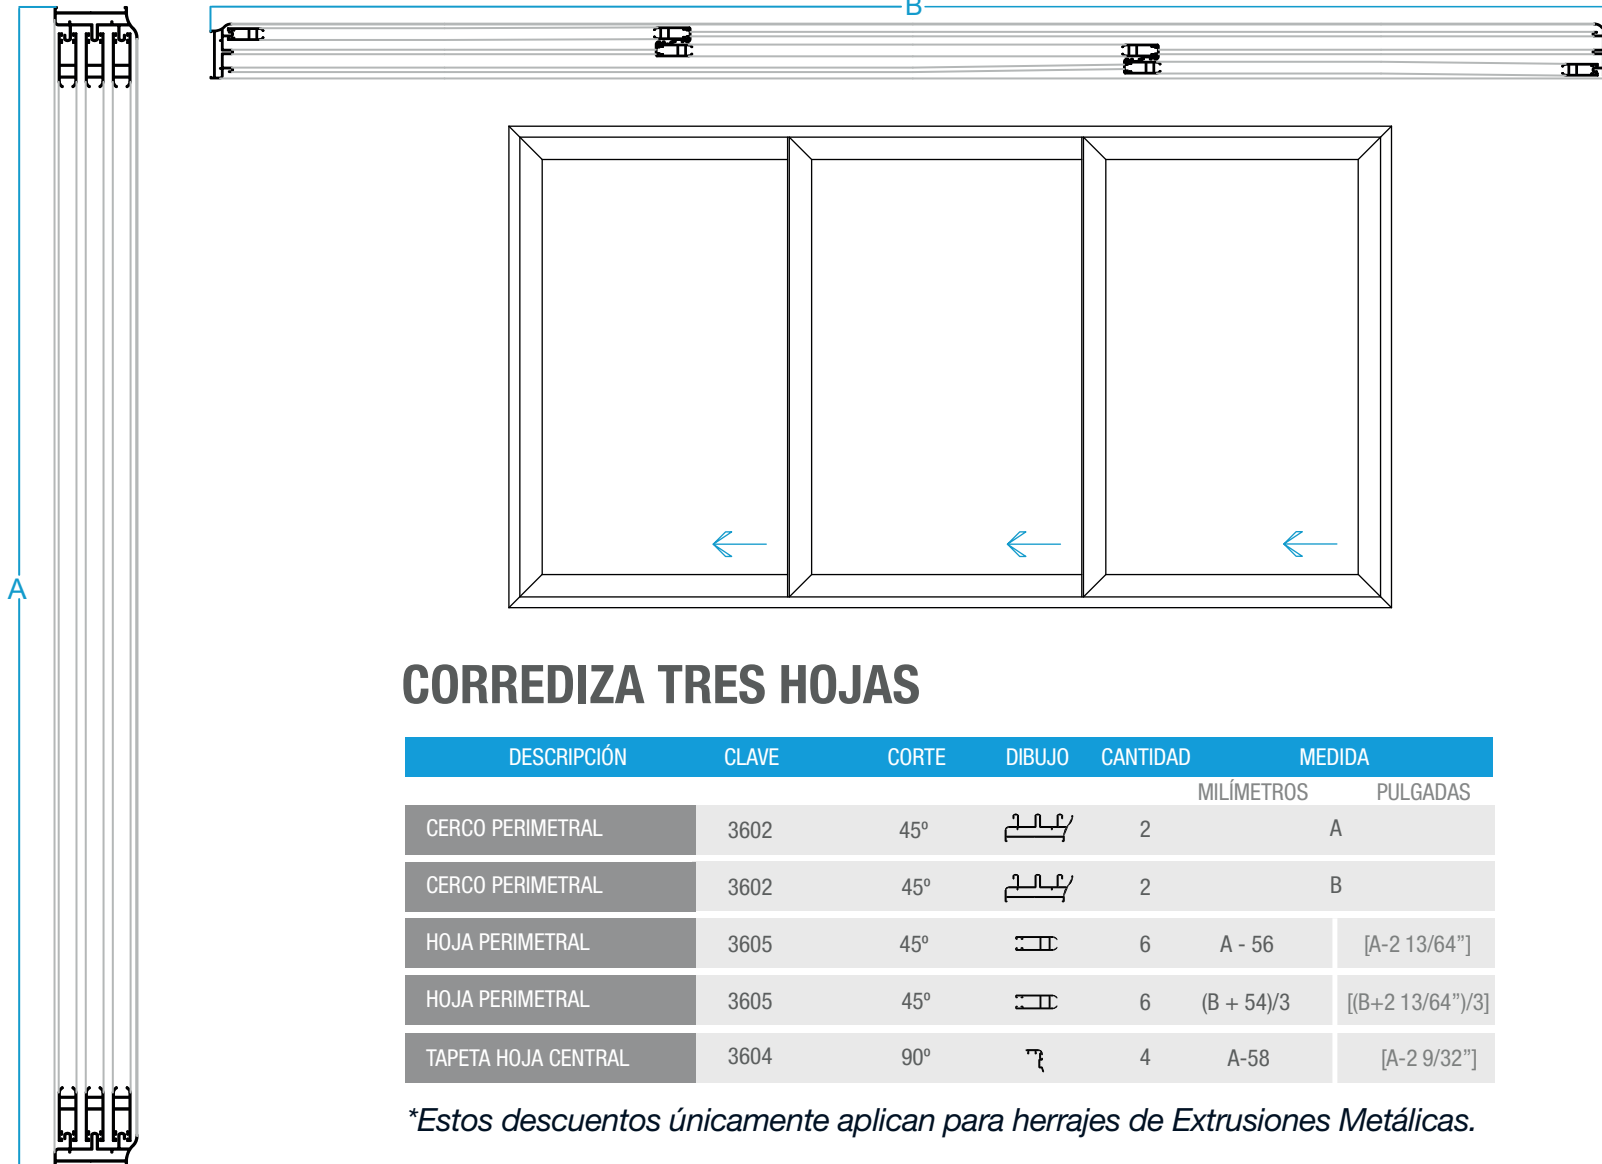 B
A
CORREDIZA TRES HOJAS
DESCRIPCIÓN CLAVE CORTE DIBUJO CANTIDAD MEDIDA
MILÍMETROS PULGADAS
CERCO PERIMETRAL 3602 45º 2 A
CERCO PERIMETRAL 3602 45º 2 B
HOJA PERIMETRAL 3605 45º 6 A - 56 [A-2 13/64”]
HOJA PERIMETRAL 3605 45º 6 (B + 54)/3 [(B+2 13/64”)/3]
TAPETA HOJA CENTRAL 3604 90º 4 A-58 [A-2 9/32”]
*Estos descuentos únicamente aplican para herrajes de Extrusiones Metálicas.